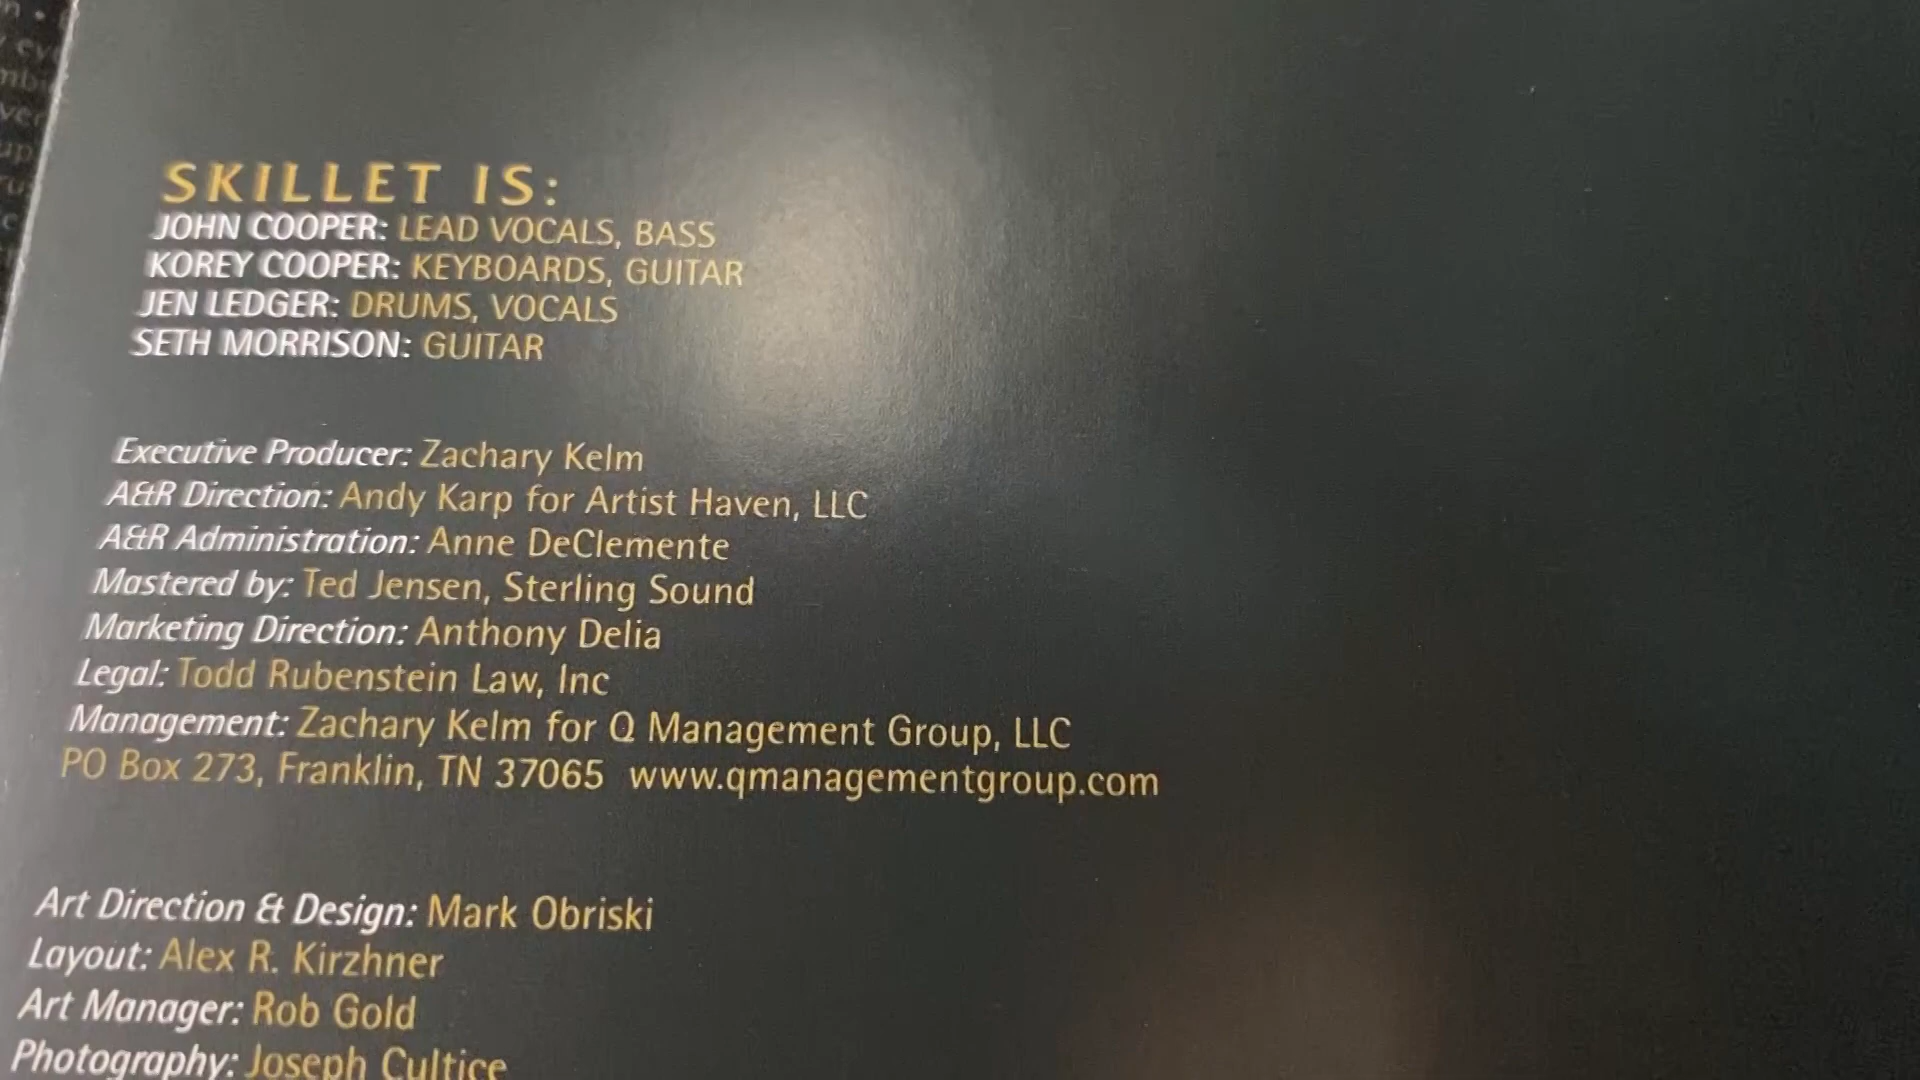 SKILLET IS:
JOHN COOPER: LEAD VOCALS, BASS
KOREY COOPER: KEYBOARDS, GUITAR
JEN LEDGER: DRUMS, VOCALS
SETH MORRISON: GUITAR
Executive Producer: Zachary Kelm
A&R Direction: Andy Karp for Artist Haven, LLC
A&R Administration: Anne DeClemente
Mastered by: Ted Jensen, Sterling Sound
Marketing Direction: Anthony Delia
Legal: Todd Rubenstein Law, Inc
Management: Zachary Kelm for Q Management Group, LLC
PO Box 273, Franklin, TN 37065 www.qmanagementgroup.com
Art Direction & Design: Mark Obriski
Layout: Alex R. Kirzhner
Art Manager: Rob Gold
Photography: Joseph Cultice